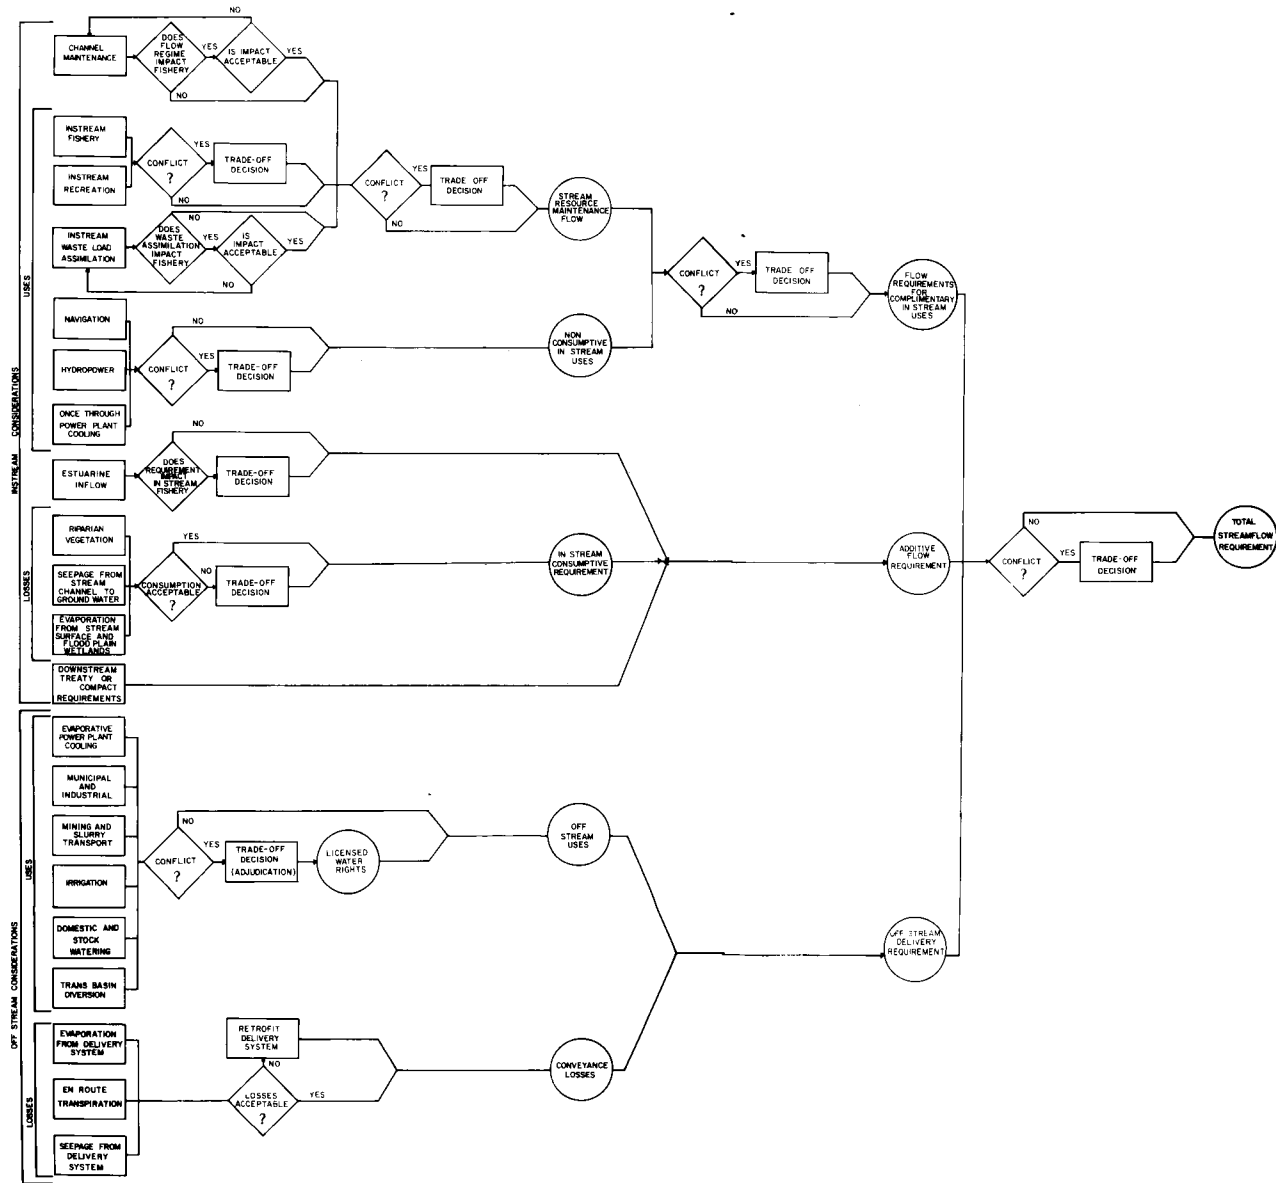 NO
CHANNEL
MAINTENANCE
DOES
FLOW
REGIME
IMPACT
FISHERY
YES
IS IMPACT
ACCEPTABLE
YES
NO
INSTREAM
FISHERY
INSTREAM
RECREATION
CONFLICT
?
YES
TRADE-OFF
DECISION
NO
CONFLICT
?
YES
TRADE OFF
DECISION
NO
STREAM
RESOURCE
MAINTENANCE
FLOW
INSTREAM
WASTE LOAD
ASSIMILATION
DOES
WASTE
ASSIMILATION
IMPACT
FISHERY
NO
YES
IS
IMPACT
ACCEPTABLE
YES
NO
CONFLICT
?
YES
TRADE OFF
DECISION
NO
FLOW
REQUIREMENTS
FOR
COMPLIMENTARY
IN STREAM
USES
USES
NAVIGATION
HYDROPOWER
ONCE THROUGH
POWER PLANT
COOLING
NO
CONFLICT
?
YES
TRADE-OFF
DECISION
NON
CONSUMPTIVE
IN STREAM
USES
INSTREAM CONSIDERATIONS
ESTUARINE
INFLOW
NO
DOES
REQUIREMENT
IMPACT
IN STREAM
FISHERY
TRADE-OFF
DECISION
LOSSES
RIPARIAN
VEGETATION
SEEPAGE FROM
STREAM
CHANNEL TO
GROUND WATER
EVAPORATION
FROM STREAM
SURFACE AND
FLOOD PLAIN
WETLANDS
YES
CONSUMPTION
ACCEPTABLE
?
NO
TRADE-OFF
DECISION
IN STREAM
CONSUMPTIVE
REQUIREMENT
ADDITIVE
FLOW
REQUIREMENT
NO
CONFLICT
?
YES
TRADE-OFF
DECISION
TOTAL
STREAMFLOW
REQUIREMENT
DOWNSTREAM
TREATY OR
COMPACT
REQUIREMENTS
OFF STREAM CONSIDERATIONS
USES
EVAPORATIVE
POWER PLANT
COOLING
MUNICIPAL
AND
INDUSTRIAL
MINING AND
SLURRY
TRANSPORT
IRRIGATION
DOMESTIC AND
STOCK
WATERING
TRANS BASIN
DIVERSION
NO
CONFLICT
?
YES
TRADE-OFF
DECISION
(ADJUDICATION)
LICENSED
WATER
RIGHTS
OFF
STREAM
USES
OFF STREAM
DELIVERY
REQUIREMENT
LOSSES
EVAPORATION
FROM DELIVERY
SYSTEM
EN ROUTE
TRANSPIRATION
SEEPAGE FROM
DELIVERY
SYSTEM
RETROFIT
DELIVERY
SYSTEM
NO
LOSSES
ACCEPTABLE
?
YES
CONVEYANCE
LOSSES